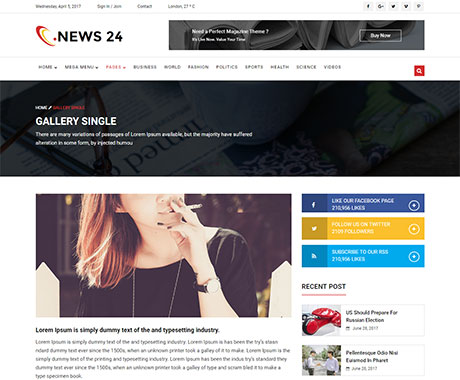 Wednesday, April 5, 2017
Sign in / Join
Contact
London, 27 º C
NEWS 24
Need a Perfect Magazine Theme ?
It's Live Now. Value Your Time
Buy Now
HOME
MEGA MENU
PAGES
BUSINESS
WORLD
FASHION
POLITICS
SPORTS
HEALTH
SCIENCE
VIDEOS
HOME / GALLERY SINGLE
GALLERY SINGLE
There are many variations of passages of Lorem Ipsum available, but the majority have suffered
alteration in some form, by injected humou
LIKE OUR FACEBOOK PAGE
210,956 LIKES
FOLLOW US ON TWITTER
2109 FOLLOWERS
SUBSCRIBE TO OUR RSS
210,956 LIKES
RECENT POST
US Should Prepare For
Russian Election
June 28, 2017
Pellentesque Odio Nisi
Euismod In Pharet
June 28, 2017
Lorem Ipsum is simply dummy text of the and typesetting industry.
Lorem Ipsum is simply dummy text of the and typesetting industry. Lorem Ipsum has been the try's staan
ndard dummy text ever since the 1500s, when an unknown printer took a galley of it to make. Lorem
Ipsum is simply dummy text of the and typesetting industry. Lorem Ipsum has been the try's staan ndard
dummy text ever since the 1500s, when an unknown printer took a galley of type and scrambled it to make a
type specimen book.